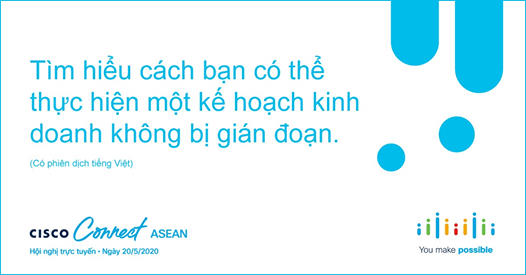 Tìm hiểu cách bạn có thể
thực hiện một kế hoạch kinh
doanh không bị gián đoạn.
(Có phiên dịch tiếng Việt)
CISCO Connect ASEAN
Hội nghị trực tuyến - Ngày 20/5/2020
You make possible